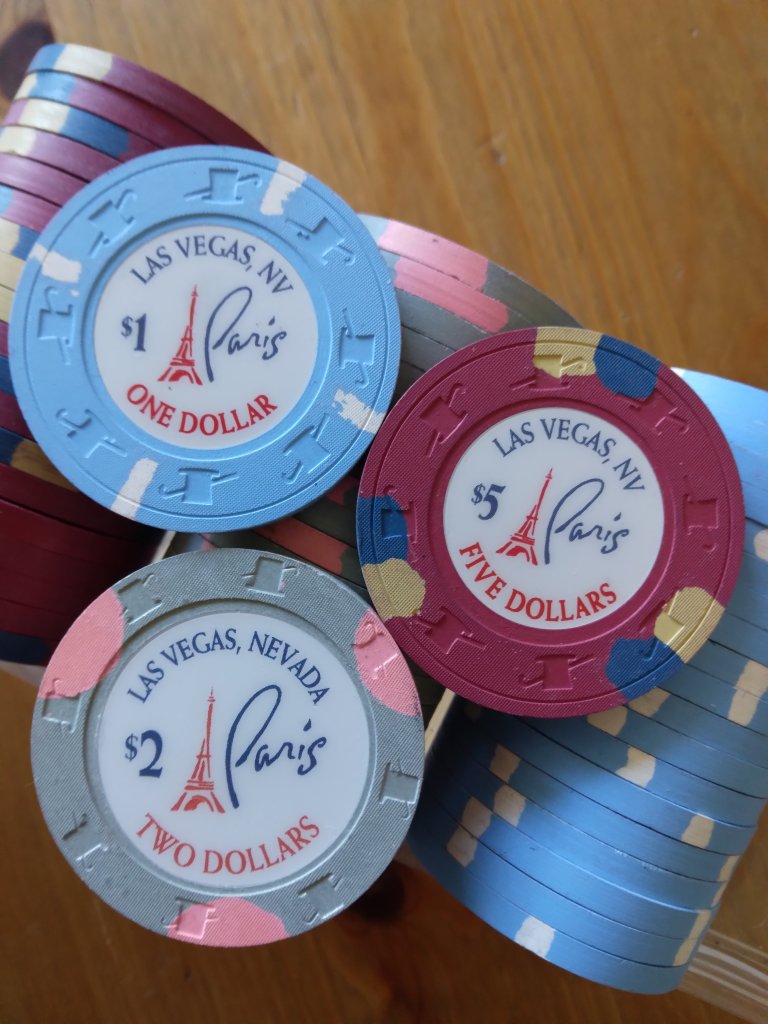 LAS VEGAS, NV
$1
Paris
ONE DOLLAR
LAS VEGAS, NV
$5
Paris
FIVE DOLLARS
LAS VEGAS, NEVADA
$2
Paris
TWO DOLLARS